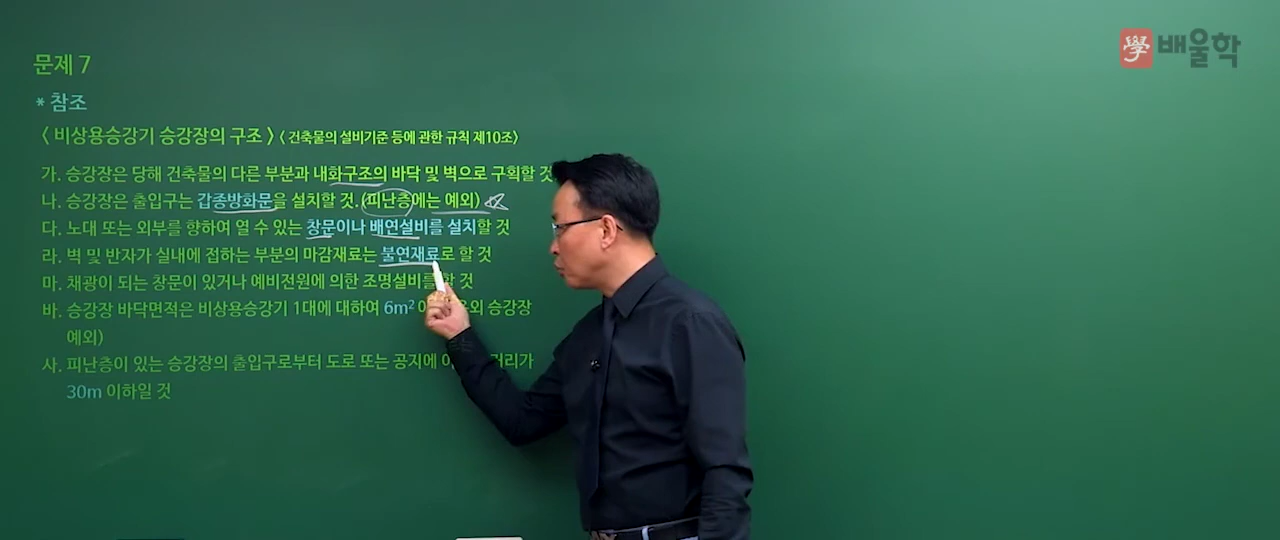 學 배울학
문제 7
* 참조
< 비상용승강기 승강장의 구조 > < 건축물의 설비기준 등에 관한 규칙 제10조>
가. 승강장은 당해 건축물의 다른 부분과 내화구조의 바닥 및 벽으로 구획할 것
나. 승강장은 출입구는 갑종방화문을 설치할 것.(피난층에는 예외)
다. 노대 또는 외부를 향하여 열 수 있는 창문이나 배연설비를 설치할 것
라. 벽 및 반자가 실내에 접하는 부분의 마감재료는 불연재료로 할 것
마. 채광이 되는 창문이 있거나 예비전원에 의한 조명설비를 할 것
바. 승강장 바닥면적은 비상용승강기 1대에 대하여 6m² 승강장
예외)
사. 피난층이 있는 승강장의 출입구로부터 도로 또는 공지에 거리가
30m 이하일 것